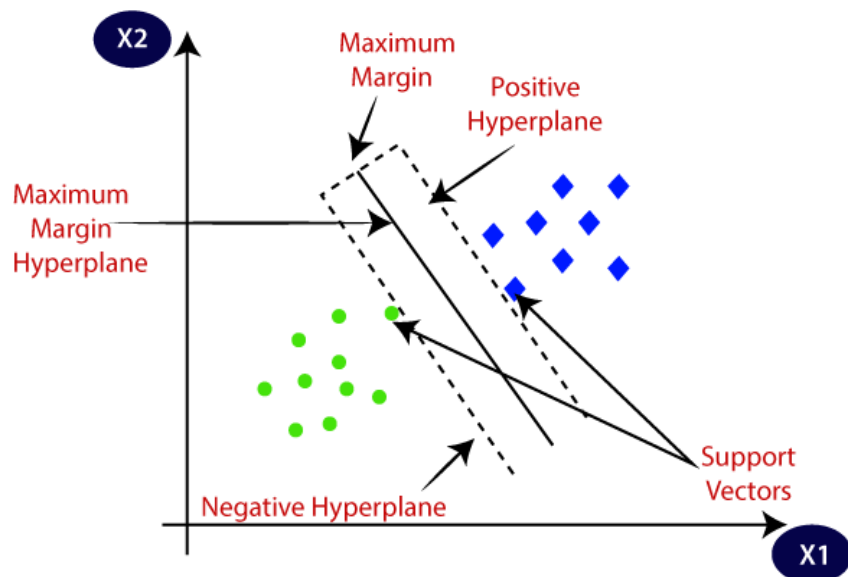 X2
Maximum
Margin
Positive
Hyperplane
Maximum
Margin
Hyperplane
Support
Vectors
Negative Hyperplane
X1